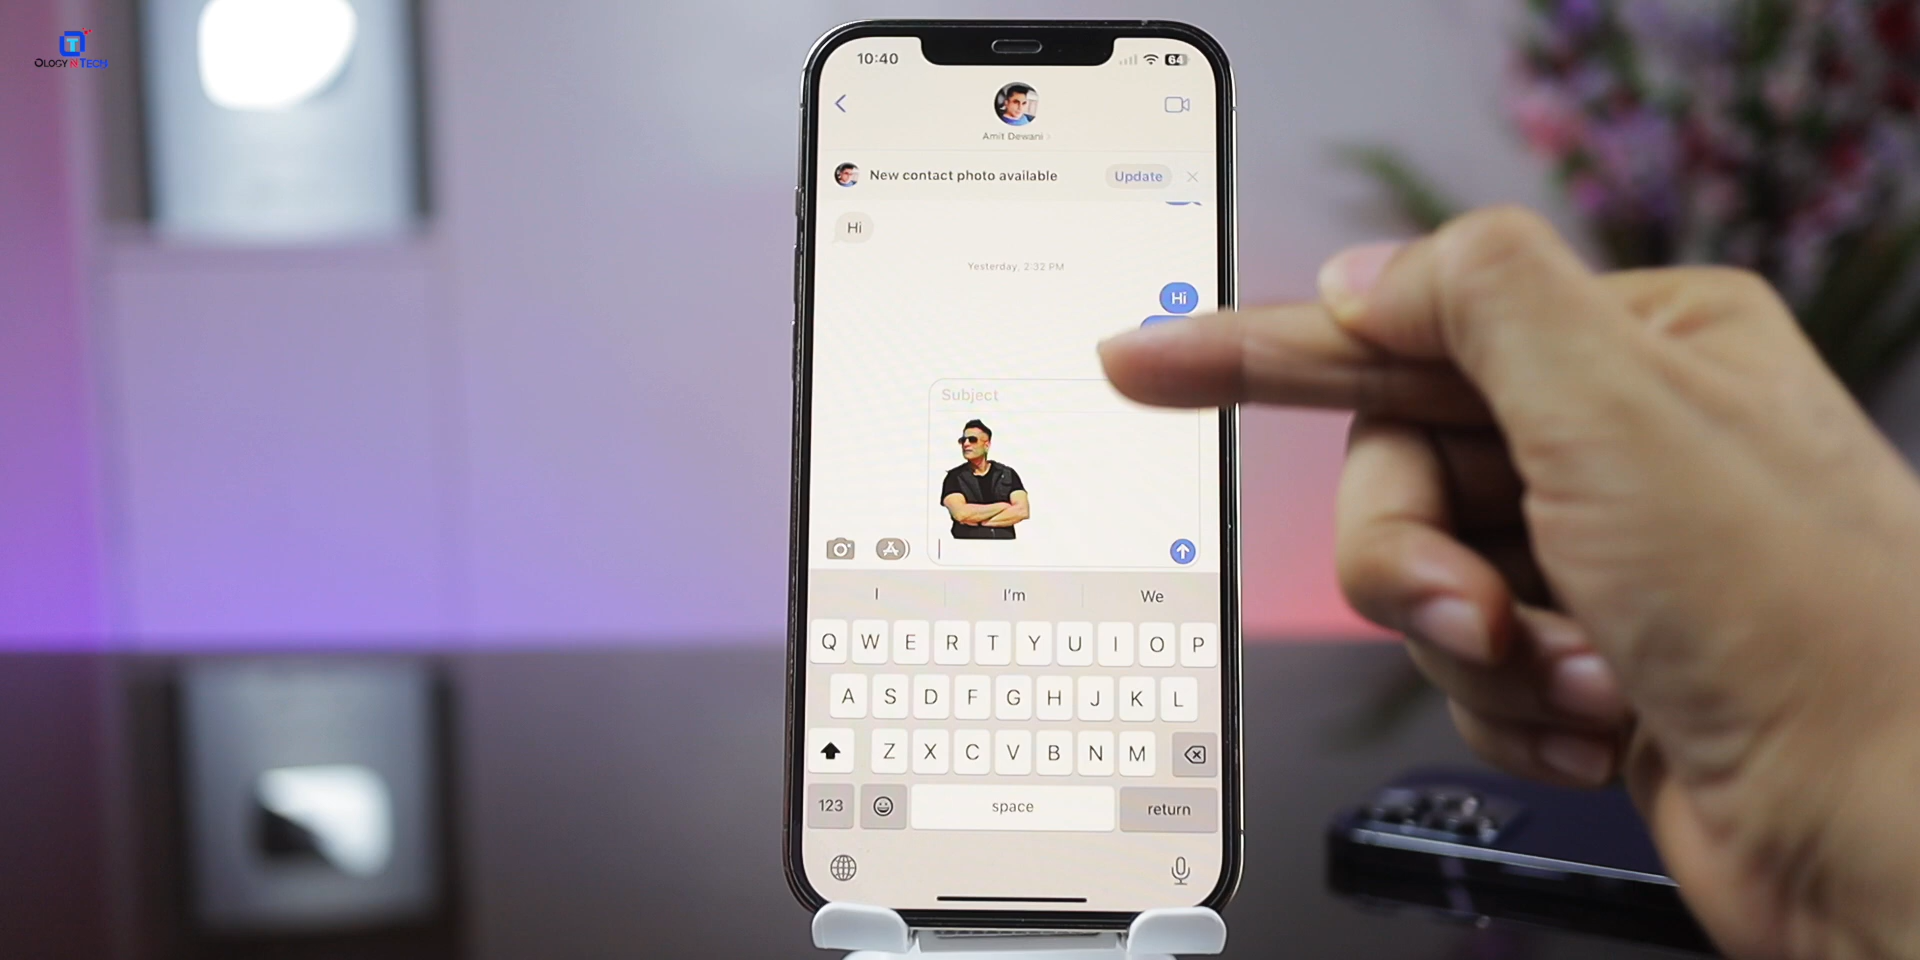 T
OLOGY N TECH
10:40
64
Amit Dewani
New contact photo available
Update
Hi
Yesterday, 2:32 PM
Hi
Subject
I
I'm
We
Q W E R T Y U I O P
A S D F G H J K L
Z X C V B N M
123
space
return